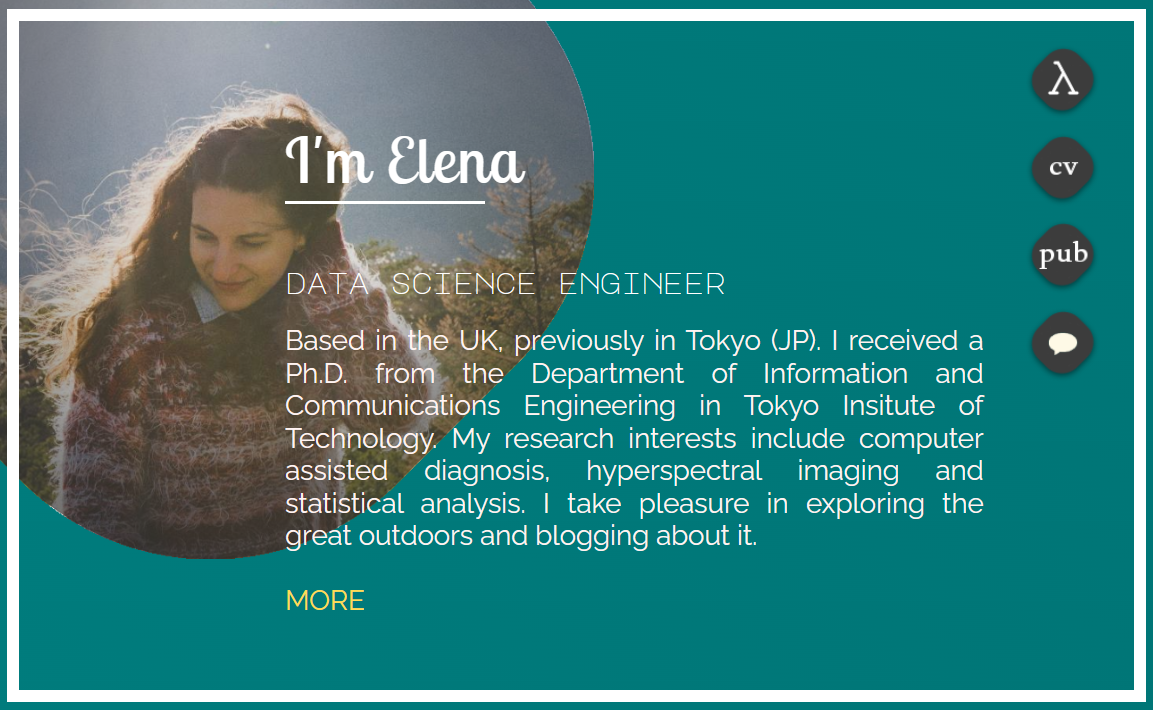 I'm Elena
DATA SCIENCE ENGINEER
Based in the UK, previously in Tokyo (JP). I received a
Ph.D. from the Department of Information and
Communications Engineering in Tokyo Insitute of
Technology. My research interests include computer
assisted diagnosis, hyperspectral imaging and
statistical analysis. I take pleasure in exploring the
great outdoors and blogging about it.
MORE
λ
cv
pub